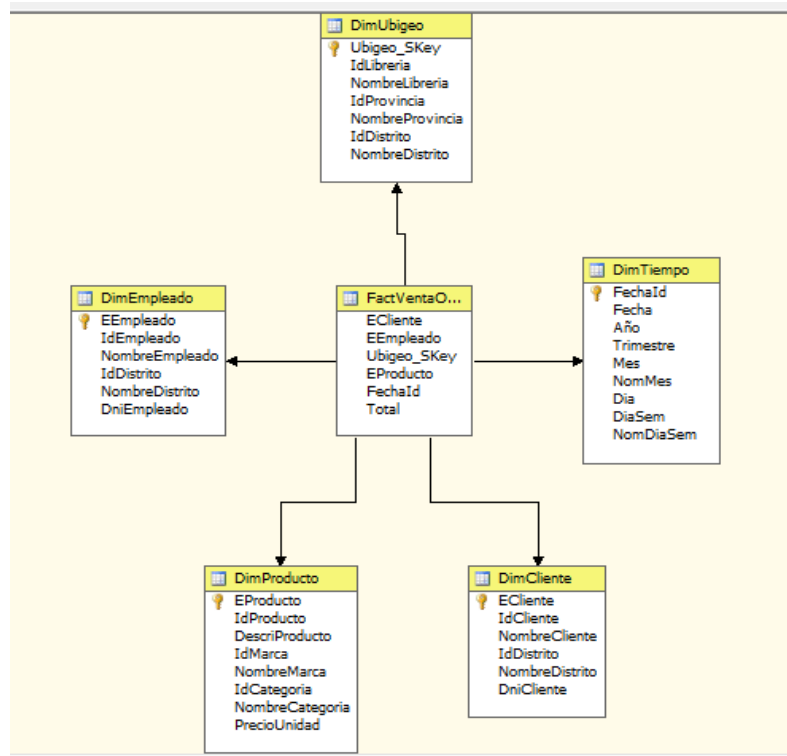 DimUbigeo
Ubigeo_SKey
IdLibreria
NombreLibreria
IdProvincia
NombreProvincia
IdDistrito
NombreDistrito
DimEmpleado
EEmpleado
IdEmpleado
NombreEmpleado
IdDistrito
NombreDistrito
DniEmpleado
FactVentaO...
ECliente
EEmpleado
Ubigeo_SKey
EProducto
FechaId
Total
DimTiempo
FechaId
Fecha
Año
Trimestre
Mes
NomMes
Dia
DiaSem
NomDiaSem
DimProducto
EProducto
IdProducto
DescriProducto
IdMarca
NombreMarca
IdCategoria
NombreCategoria
PrecioUnidad
DimCliente
ECliente
IdCliente
NombreCliente
IdDistrito
NombreDistrito
DniCliente